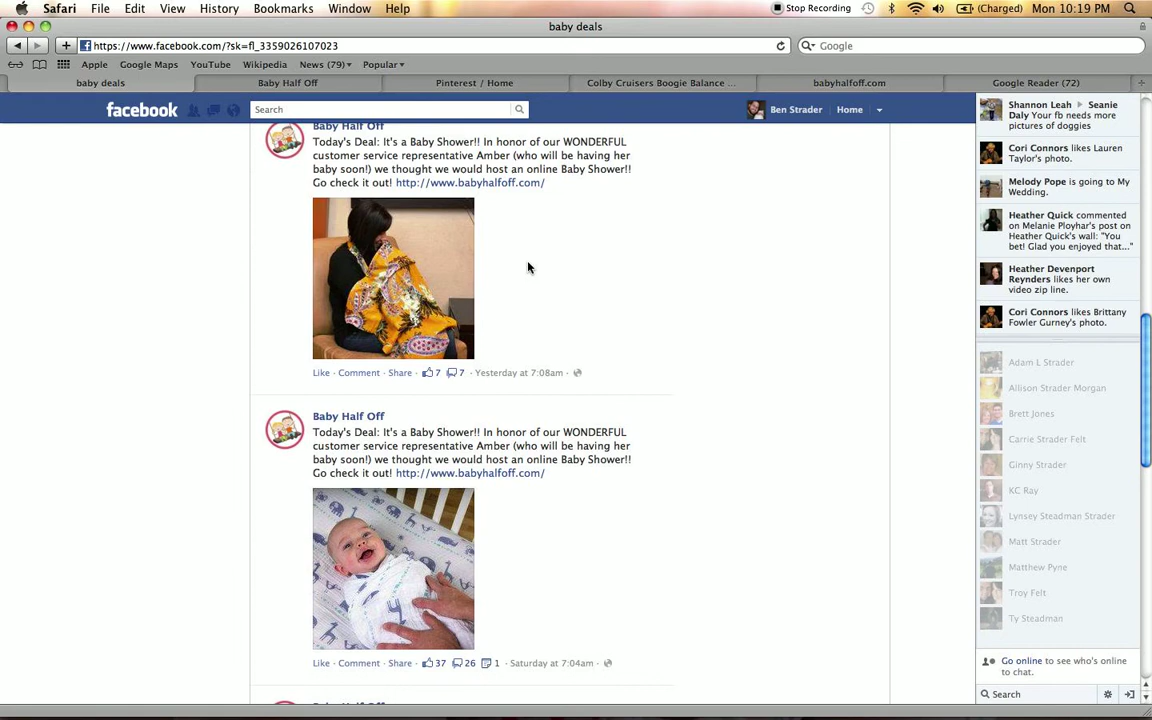 Safari File Edit View History Bookmarks Window Help
Stop Recording (Charged) Mon 10:19 PM
baby deals
https://www.facebook.com/?sk=fl_3359026107023
Google
Apple Google Maps YouTube Wikipedia News (79) Popular
baby deals Baby Half Off Pinterest / Home Colby Cruisers Boogie Balance ... babyhalfoff.com Google Reader (72)
facebook Search Ben Strader Home
Baby Half Off
Today's Deal: It's a Baby Shower!! In honor of our WONDERFUL
customer service representative Amber (who will be having her
baby soon!) we thought we would host an online Baby Shower!!
Go check it out! http://www.babyhalfoff.com/
Like · Comment · Share · 7 7 · Yesterday at 7:08am ·
Baby Half Off
Today's Deal: It's a Baby Shower!! In honor of our WONDERFUL
customer service representative Amber (who will be having her
baby soon!) we thought we would host an online Baby Shower!!
Go check it out! http://www.babyhalfoff.com/
Like · Comment · Share · 37 26 1 · Saturday at 7:04am ·
Shannon Leah ▸ Seanie
Daly Your fb needs more
pictures of doggies
Cori Connors likes Lauren
Taylor's photo.
Melody Pope is going to My
Wedding.
Heather Quick commented
on Melanie Ployhar's post on
Heather Quick's wall: "You
bet! Glad you enjoyed that..."
Heather Devenport
Reynders likes her own
video zip line.
Cori Connors likes Brittany
Fowler Gurney's photo.
Adam L Strader
Allison Strader Morgan
Brett Jones
Carrie Strader Felt
Ginny Strader
KC Ray
Lynsey Steadman Strader
Matt Strader
Matthew Pyne
Troy Felt
Ty Steadman
Go online to see who's online
to chat.
Search